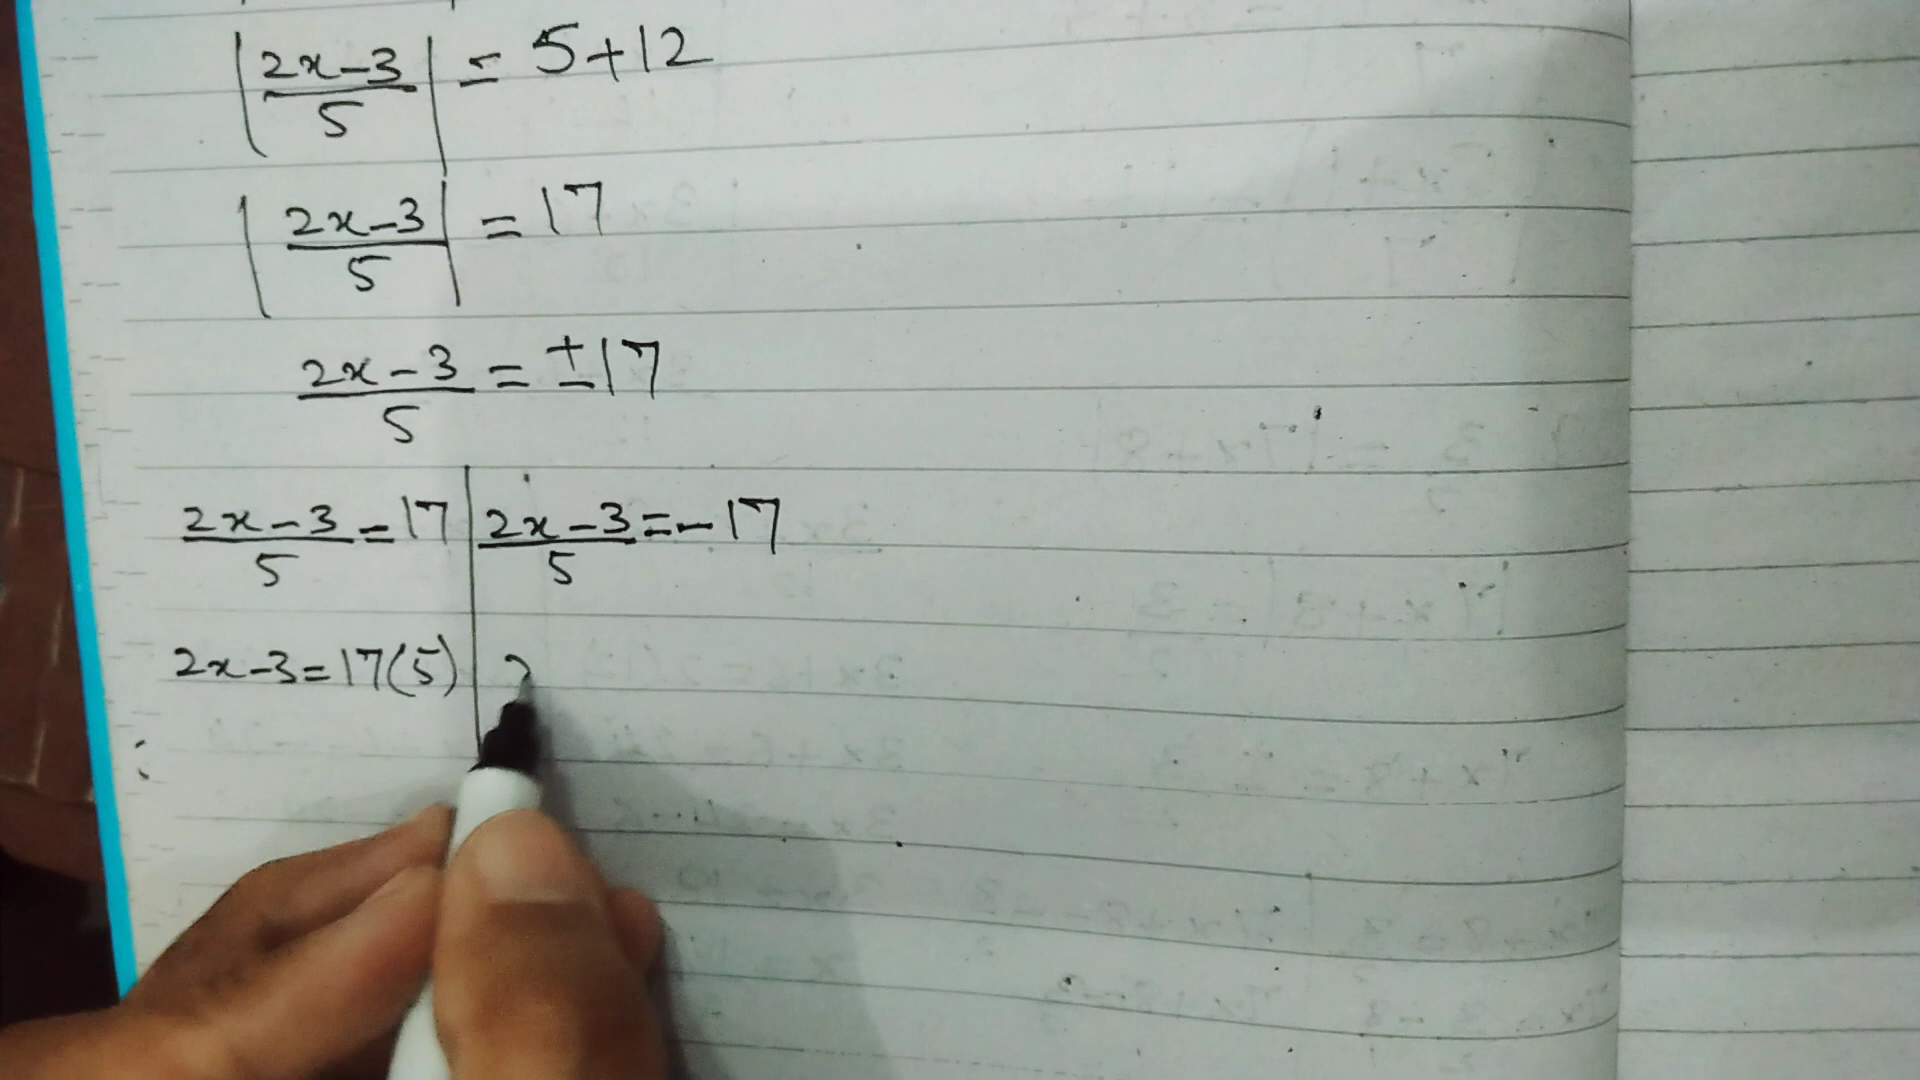 |2x-3/5| = 5+12
|2x-3/5| = 17
2x-3/5 = ±17
2x-3/5 = 17 | 2x-3/5 = -17
2x-3 = 17(5) | 2